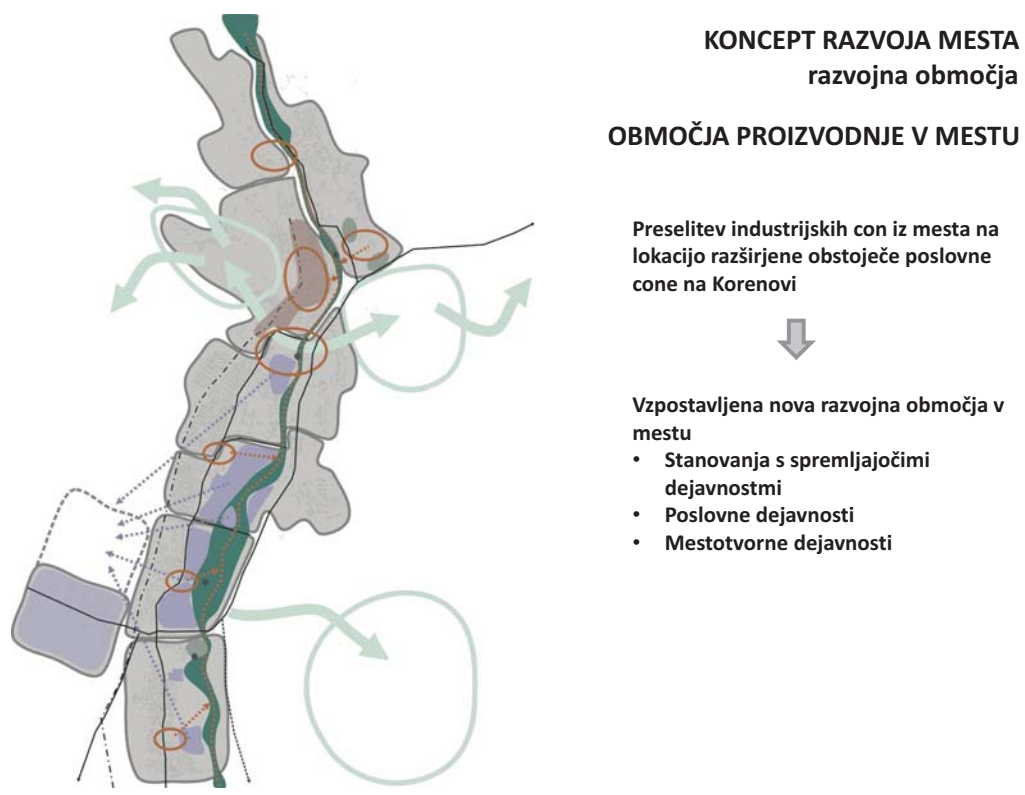 KONCEPT RAZVOJA MESTA
razvojna območja
OBMOČJA PROIZVODNJE V MESTU
Preselitev industrijskih con iz mesta na
lokacijo razširjene obstoječe poslovne
cone na Korenovi
Vzpostavljena nova razvojna območja v
mestu
• Stanovanja s spremljajočimi
dejavnostmi
• Poslovne dejavnosti
• Mestotvorne dejavnosti